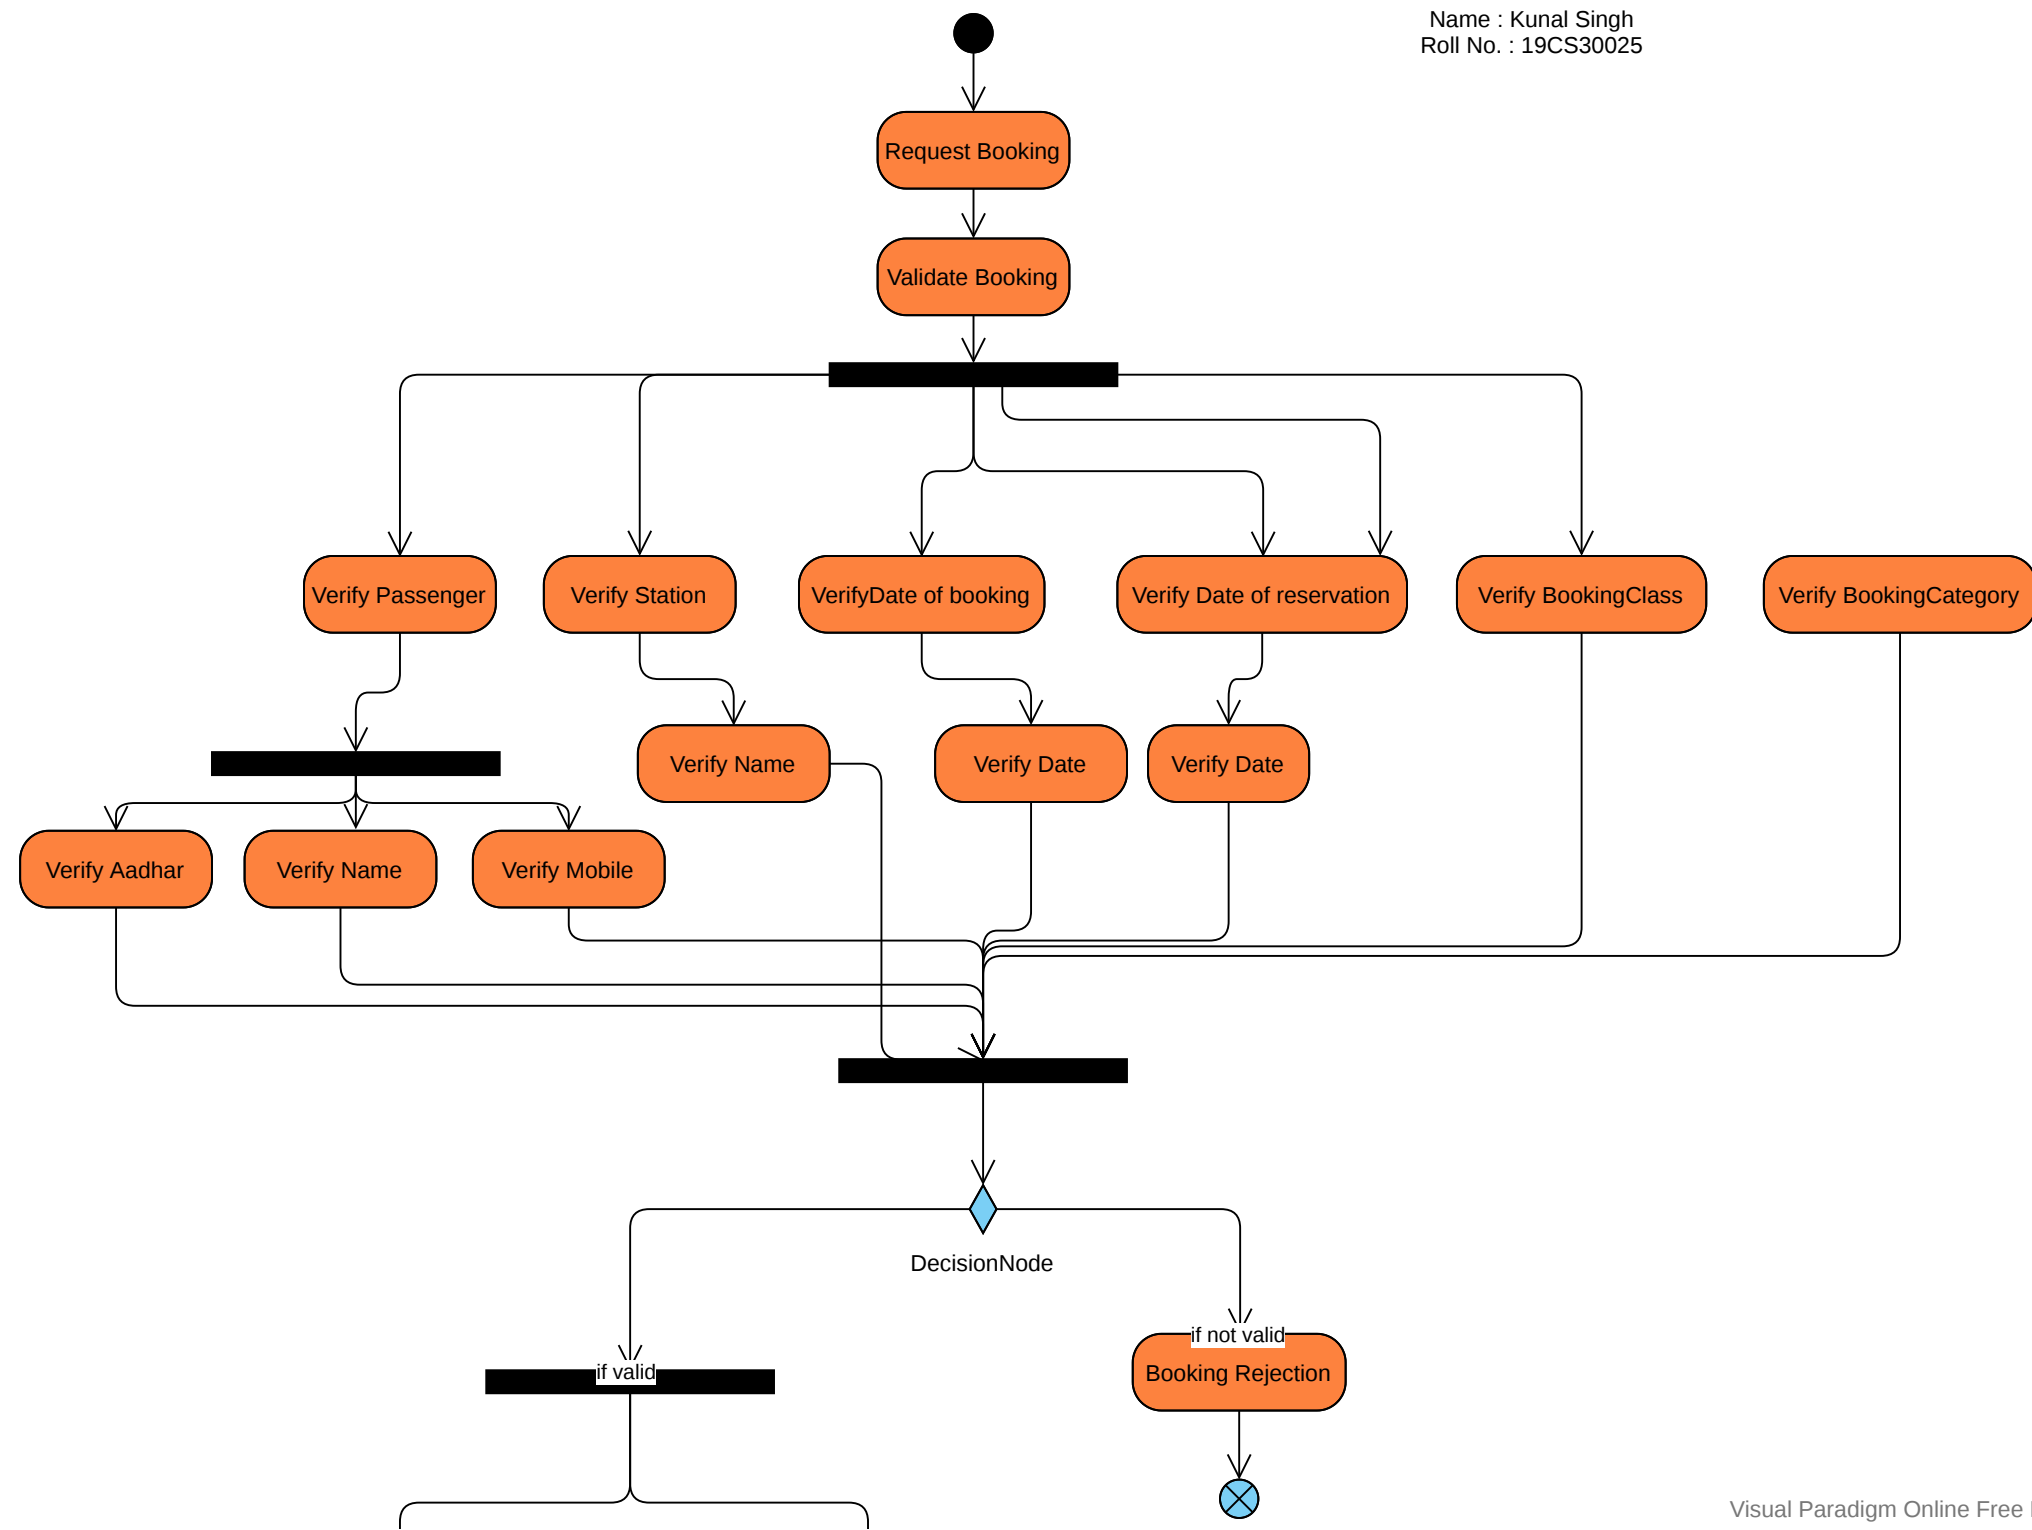 Name : Kunal Singh
Roll No. : 19CS30025
Request Booking
Validate Booking
Verify Passenger
Verify Station
VerifyDate of booking
Verify Date of reservation
Verify BookingClass
Verify BookingCategory
Verify Name
Verify Date
Verify Date
Verify Aadhar
Verify Name
Verify Mobile
DecisionNode
if not valid
if valid
Booking Rejection
Visual Paradigm Online Free